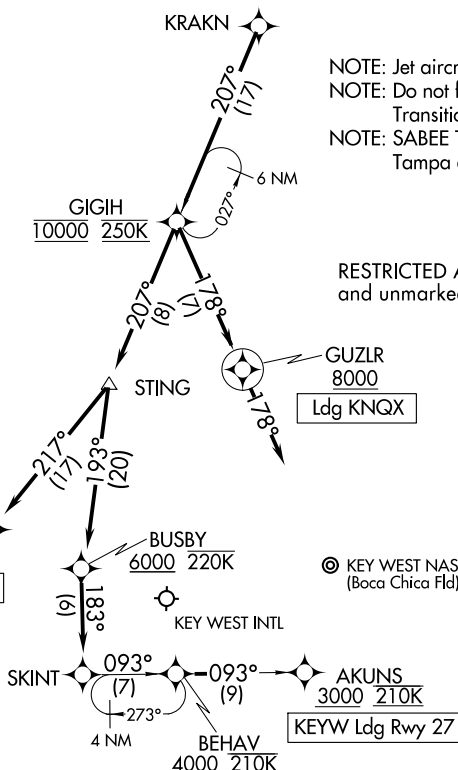 KRAKN
NOTE: Jet aircr
NOTE: Do not f
Transitio
NOTE: SABEE T
Tampa
207°
(17)
6 NM
027°
GIGIH
10000 250K
RESTRICTED A
and unmarked
207°
(8)
178°
(7)
GUZLR
8000
Ldg KNQX
178°
STING
217°
(17)
193°
(20)
BUSBY
6000 220K
KEY WEST NAS
(Boca Chica Fld)
183°
(6)
KEY WEST INTL
SKINT
093°
(7)
093°
(9)
AKUNS
3000 210K
KEYW Ldg Rwy 27
273°
4 NM
BEHAV
4000 210K